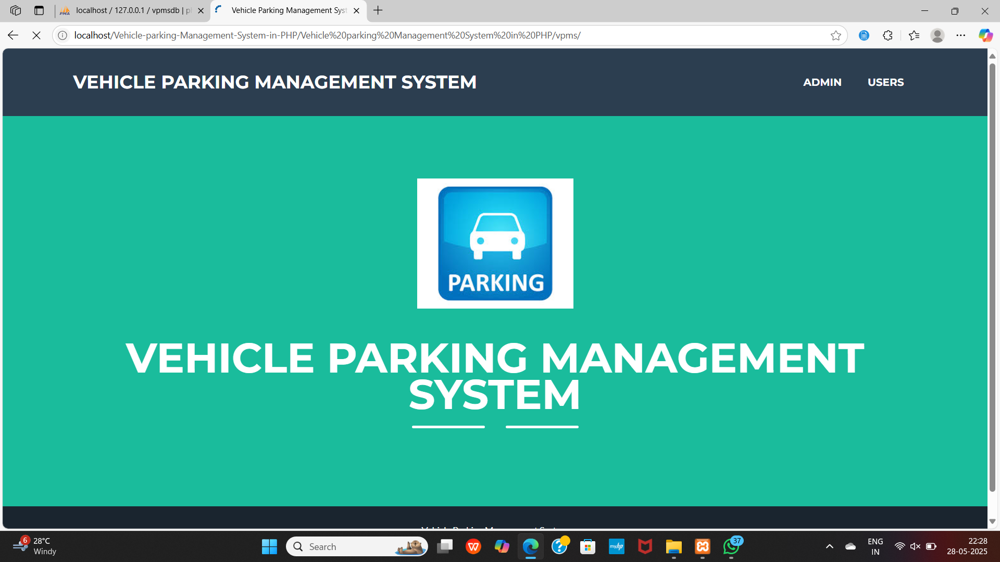 localhost / 127.0.0.1 / vpmsdb | p
Vehicle Parking Management Syst
localhost/Vehicle-parking-Management-System-in-PHP/Vehicle%20parking%20Management%20System%20in%20PHP/vpms/
VEHICLE PARKING MANAGEMENT SYSTEM
ADMIN
USERS
PARKING
VEHICLE PARKING MANAGEMENT
SYSTEM
6
28°C
Windy
Search
myhp
37
ENG
IN
22:28
28-05-2025